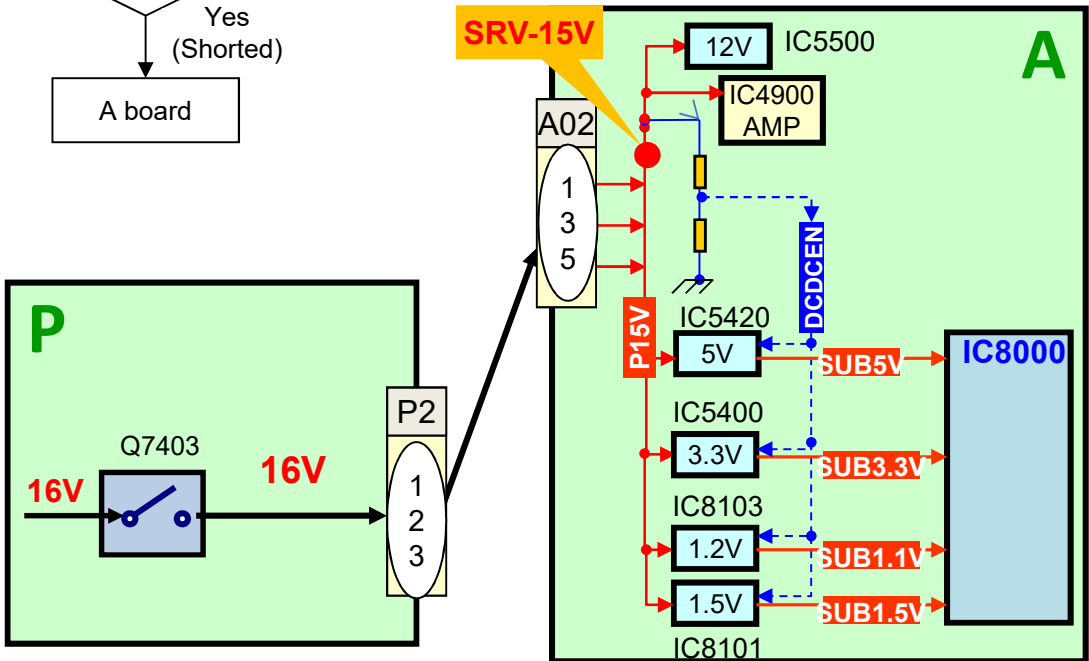 Yes
(Shorted)
A board
SRV-15V
12V
IC5500
A
IC4900
AMP
A02
1
3
5
DCDCEN
P15V
IC5420
5V
SUB5V
IC8000
IC5400
3.3V
SUB3.3V
IC8103
1.2V
SUB1.1V
1.5V
SUB1.5V
IC8101
P
P2
Q7403
16V
16V
1
2
3